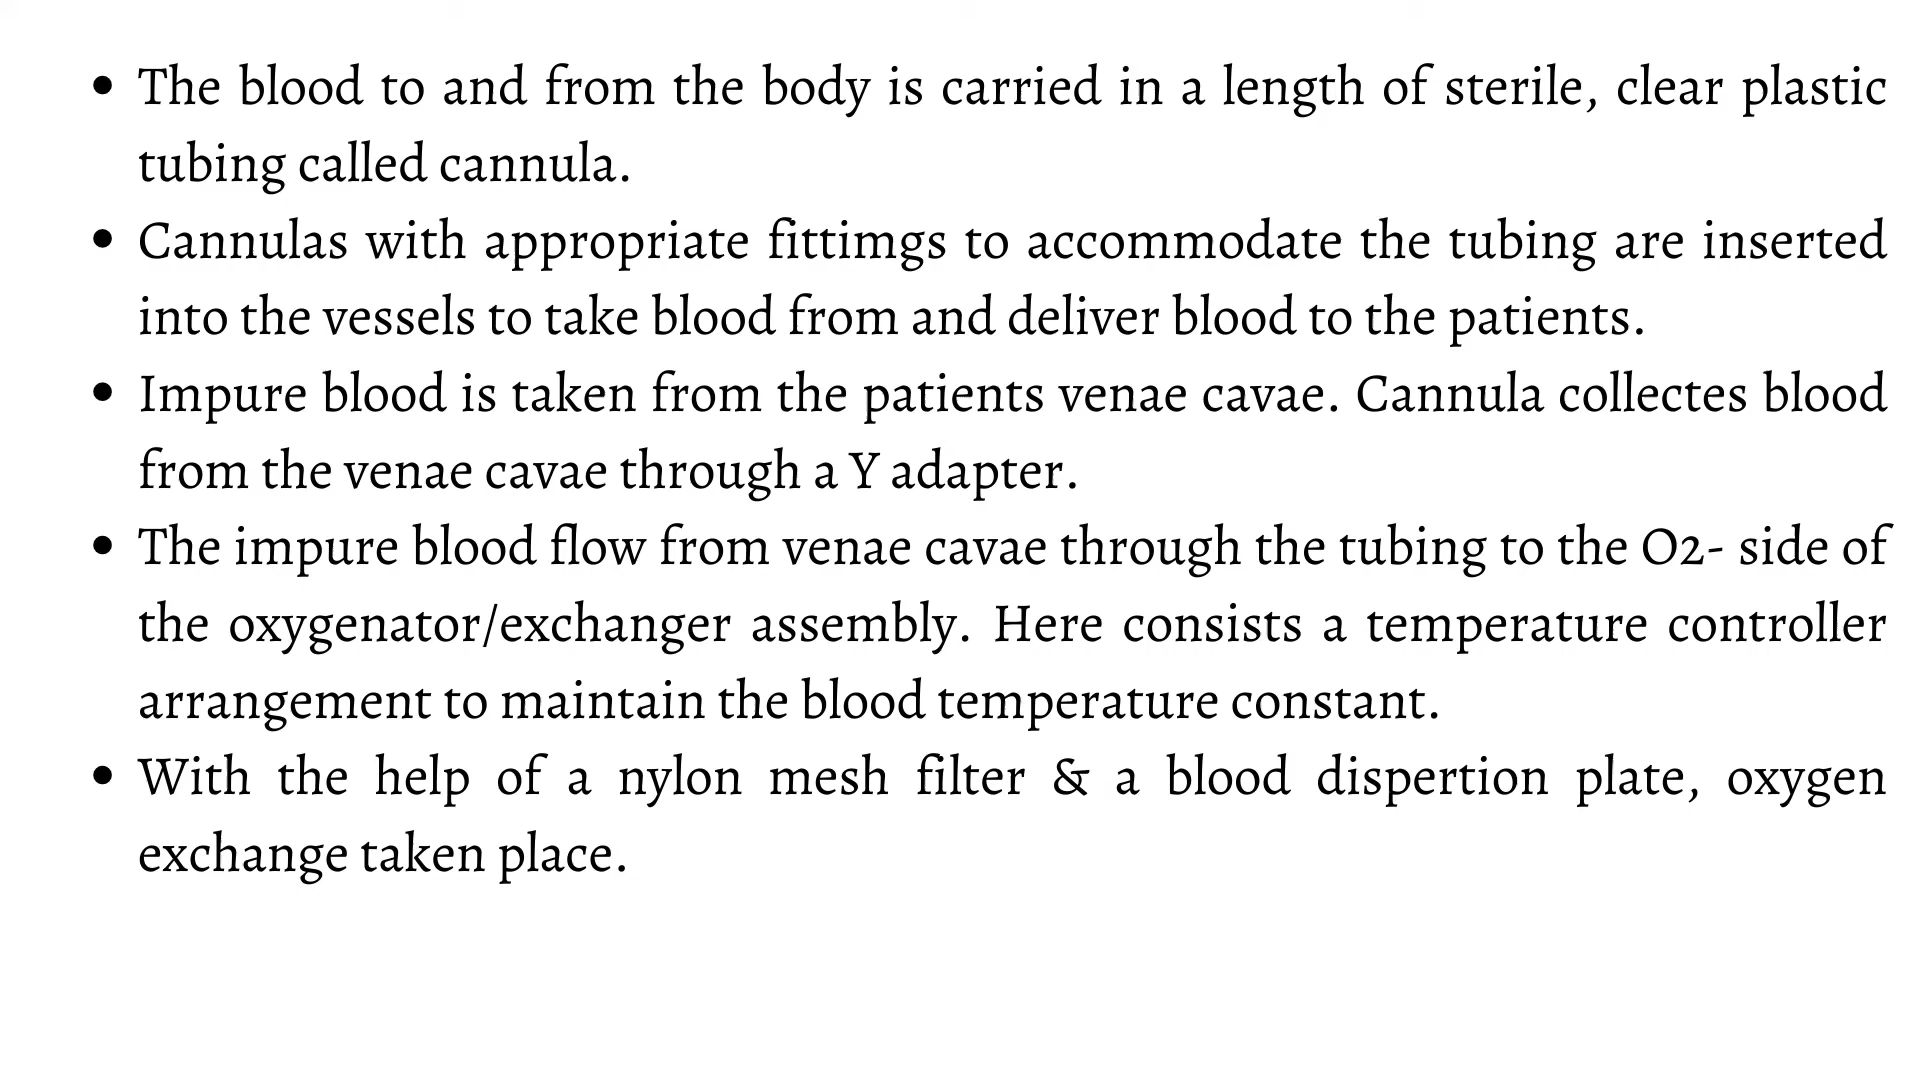 • The blood to and from the body is carried in a length of sterile, clear plastic
tubing called cannula.
• Cannulas with appropriate fittimgs to accommodate the tubing are inserted
into the vessels to take blood from and deliver blood to the patients.
• Impure blood is taken from the patients venae cavae. Cannula collectes blood
from the venae cavae through a Y adapter.
• The impure blood flow from venae cavae through the tubing to the O2- side of
the oxygenator/exchanger assembly. Here consists a temperature controller
arrangement to maintain the blood temperature constant.
• With the help of a nylon mesh filter & a blood dispertion plate, oxygen
exchange taken place.